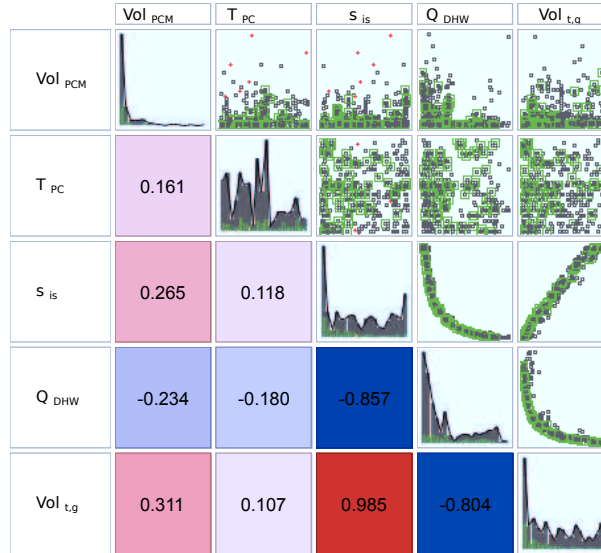 Vol PCM T PC s is Q DHW Vol t,g
Vol PCM
T PC 0.161
s is 0.265 0.118
Q DHW -0.234 -0.180 -0.857
Vol t,g 0.311 0.107 0.985 -0.804